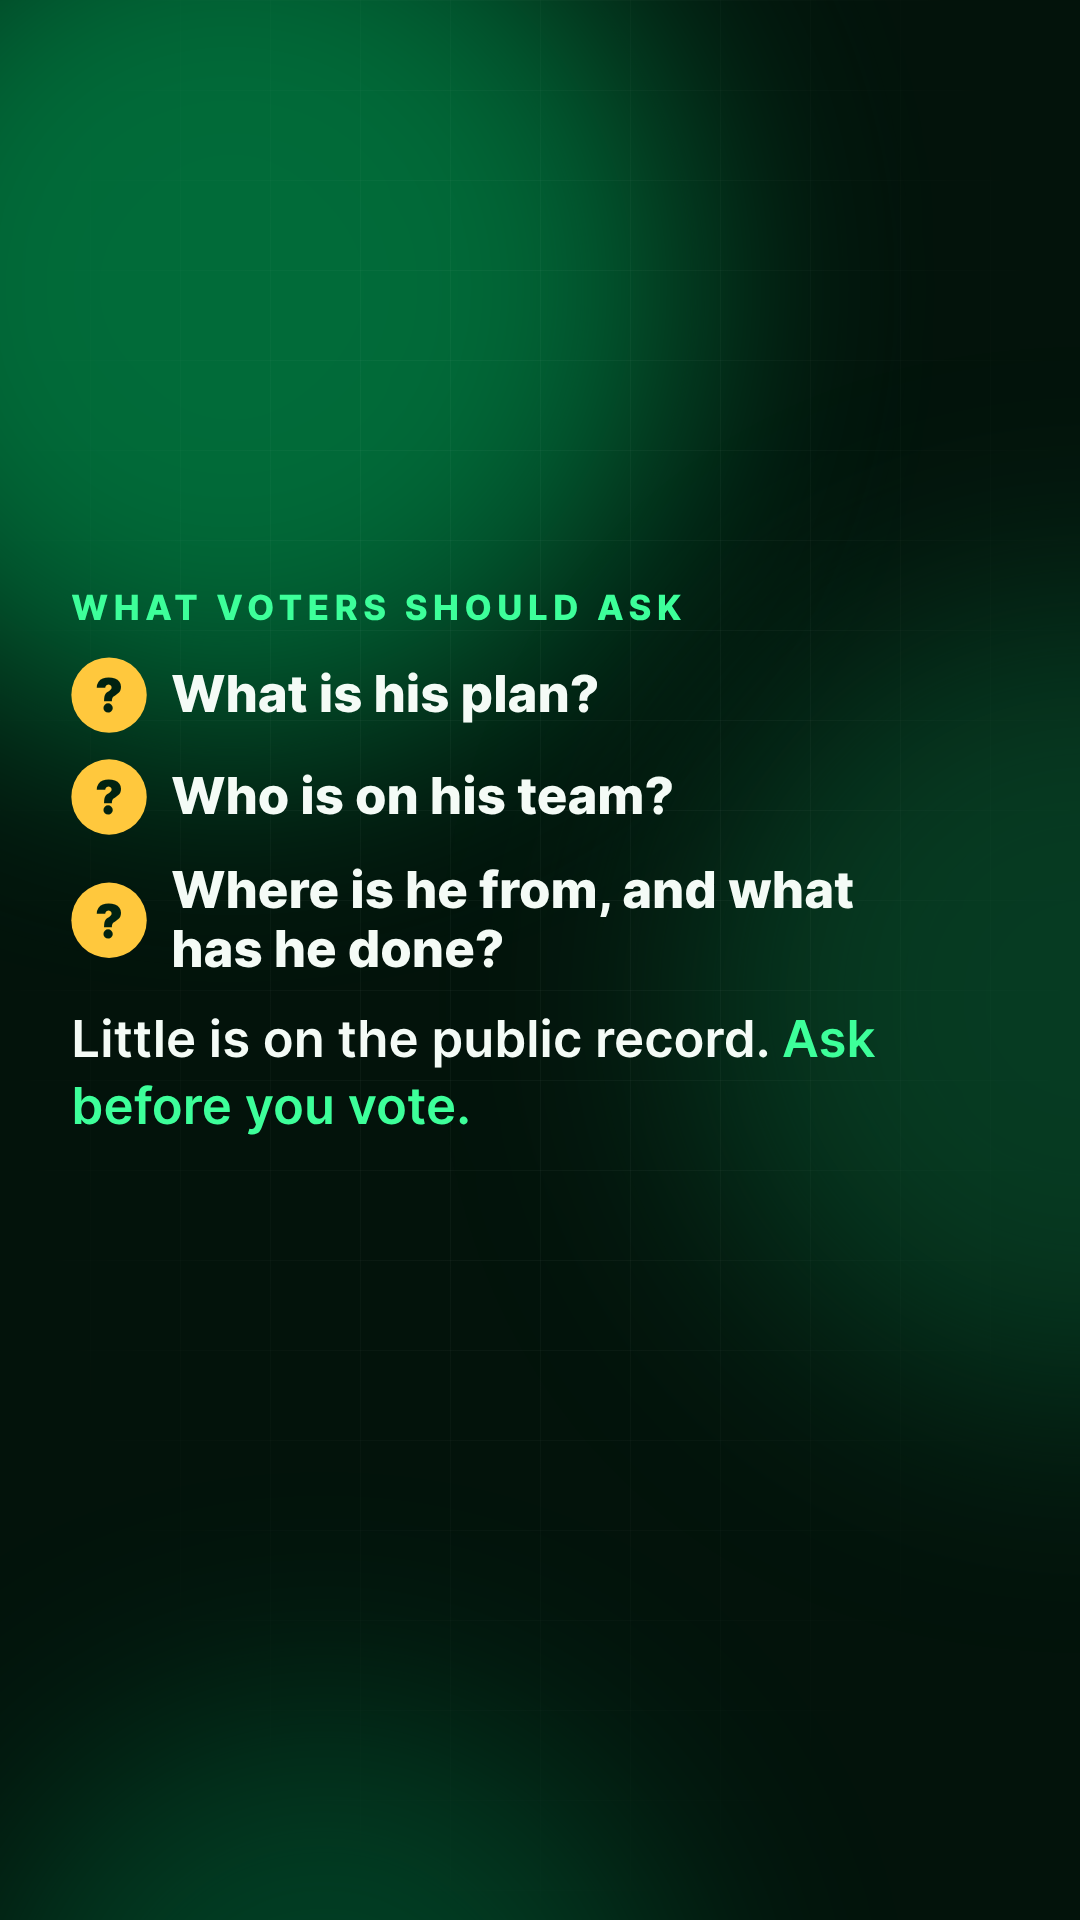 WHAT VOTERS SHOULD ASK
? What is his plan?
? Who is on his team?
? Where is he from, and what
has he done?
Little is on the public record. Ask
before you vote.